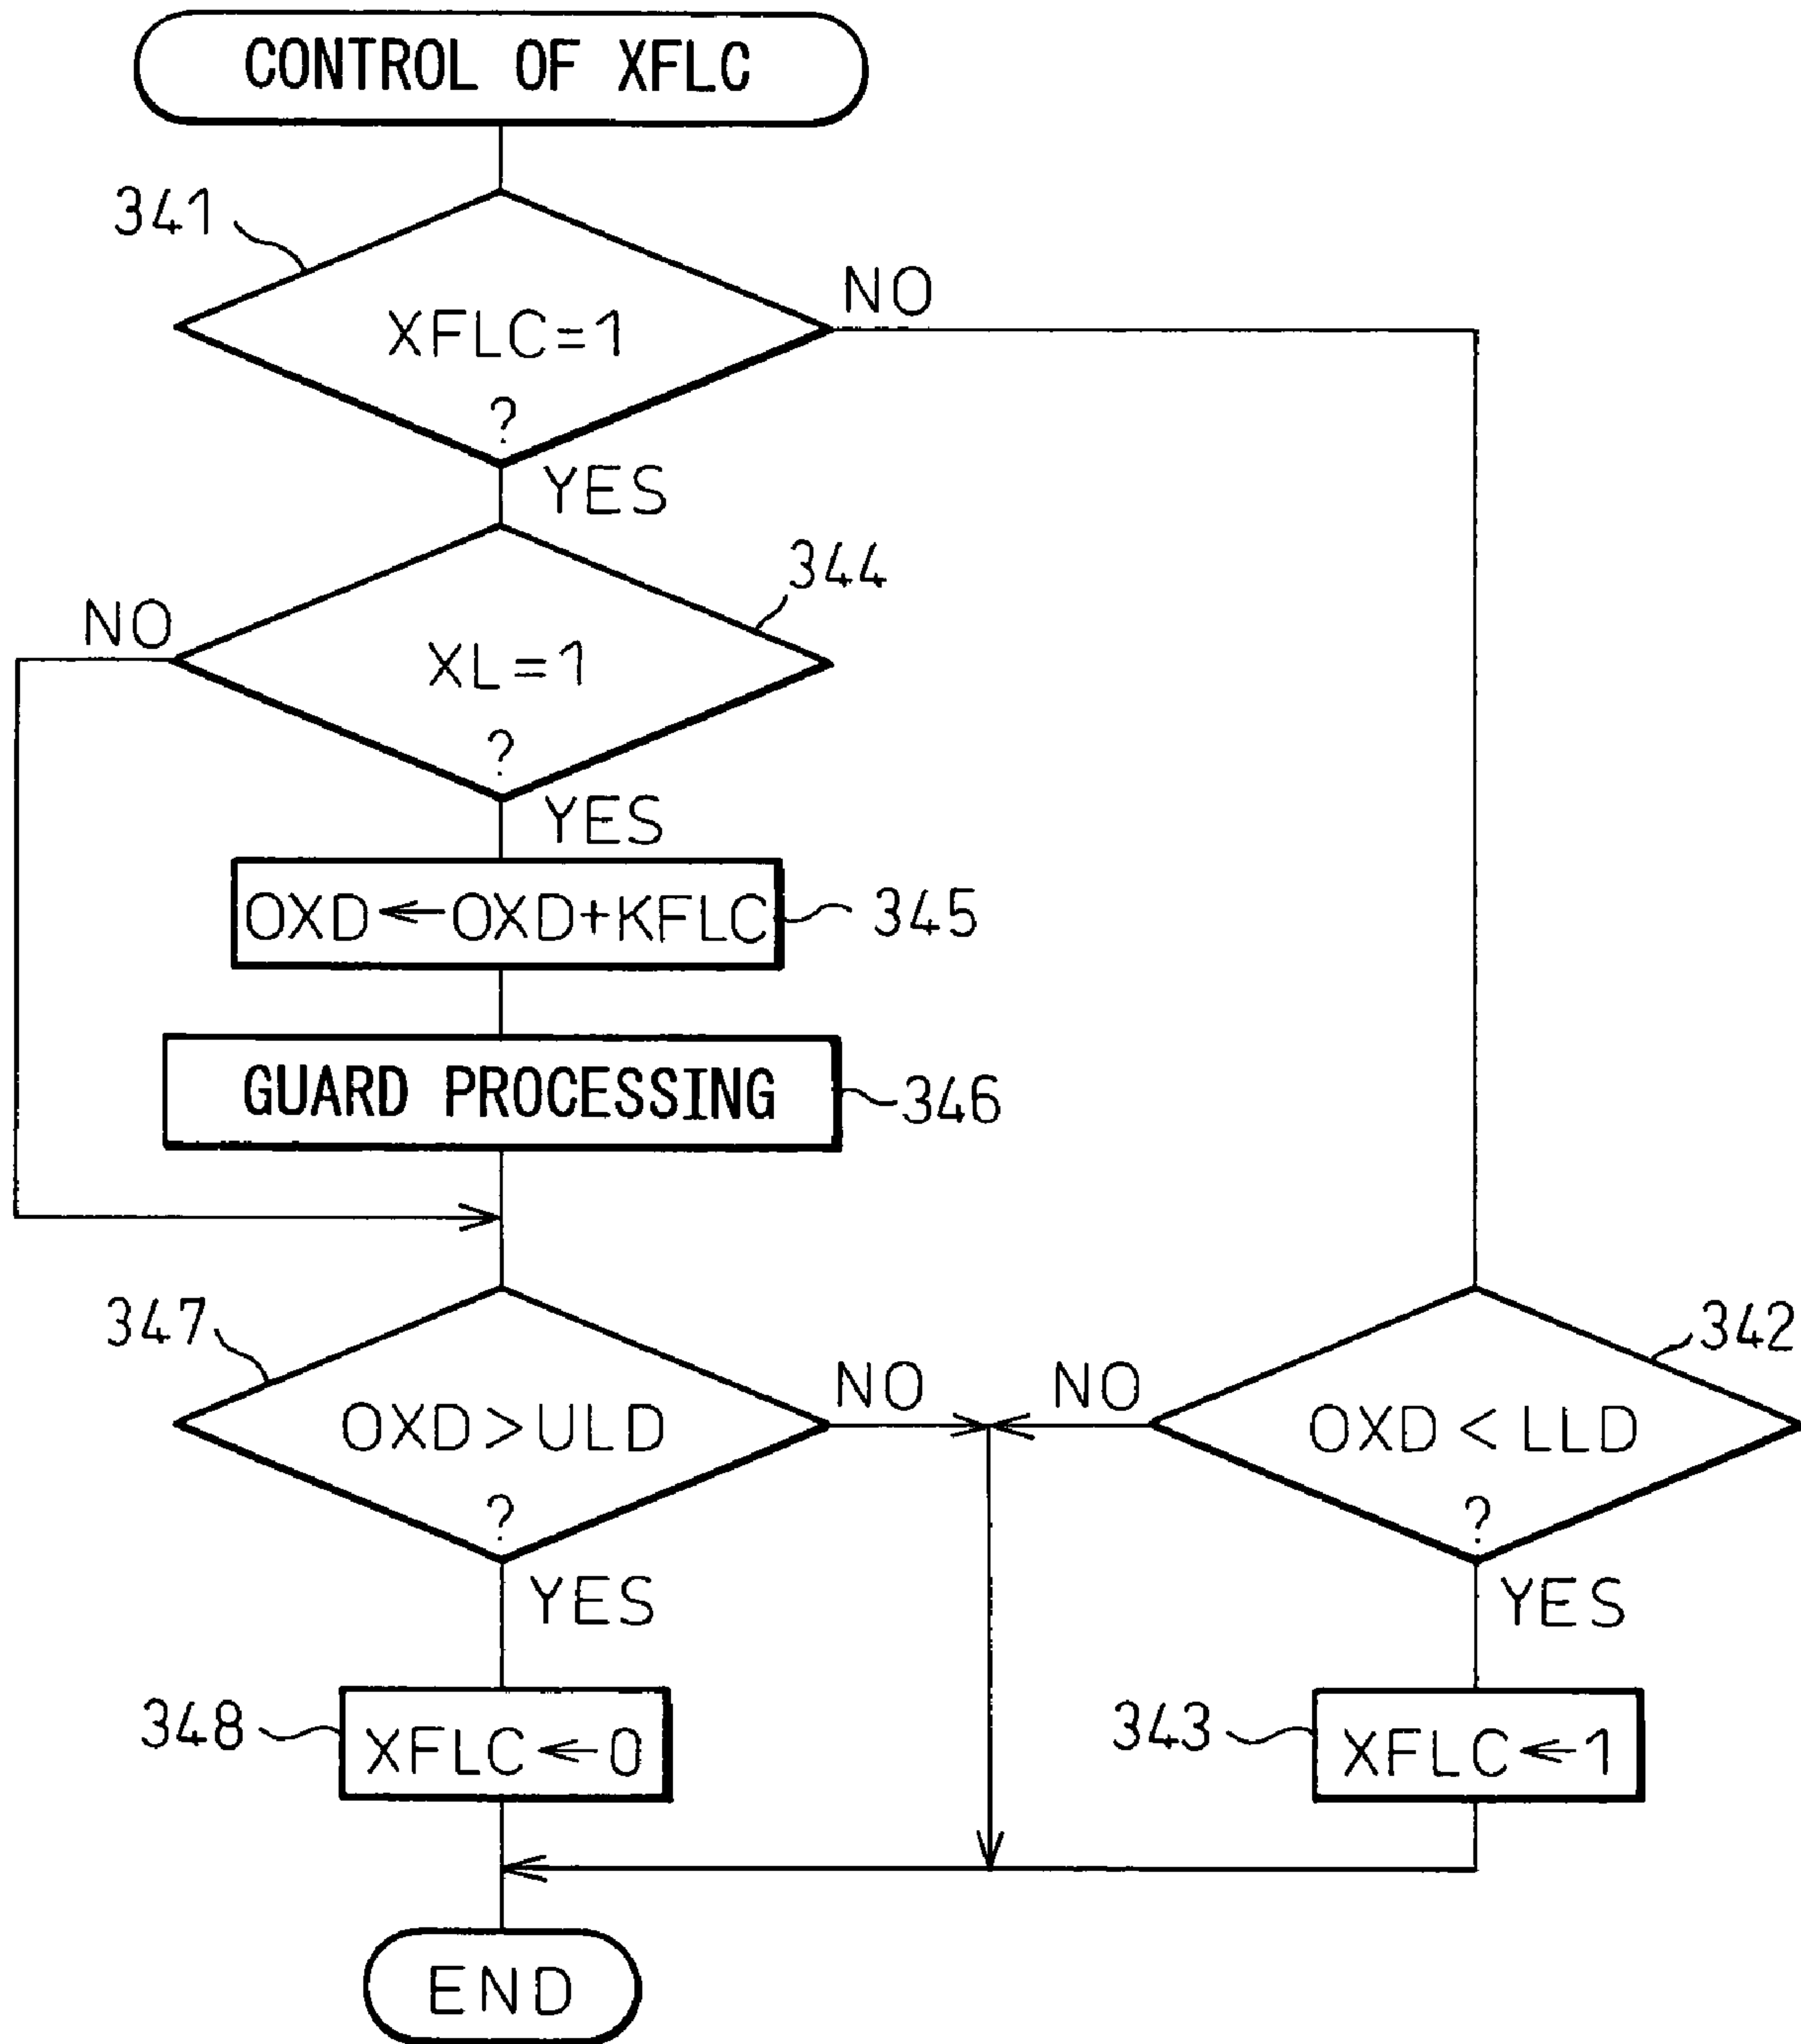 CONTROL OF XFLC
341
XFLC=1
?
NO
YES
344
NO
XL=1
?
YES
OXD←OXD+KFLC
345
GUARD PROCESSING
346
347
OXD>ULD
?
NO
YES
NO
342
OXD<LLD
?
YES
348
XFLC←0
343
XFLC←1
END